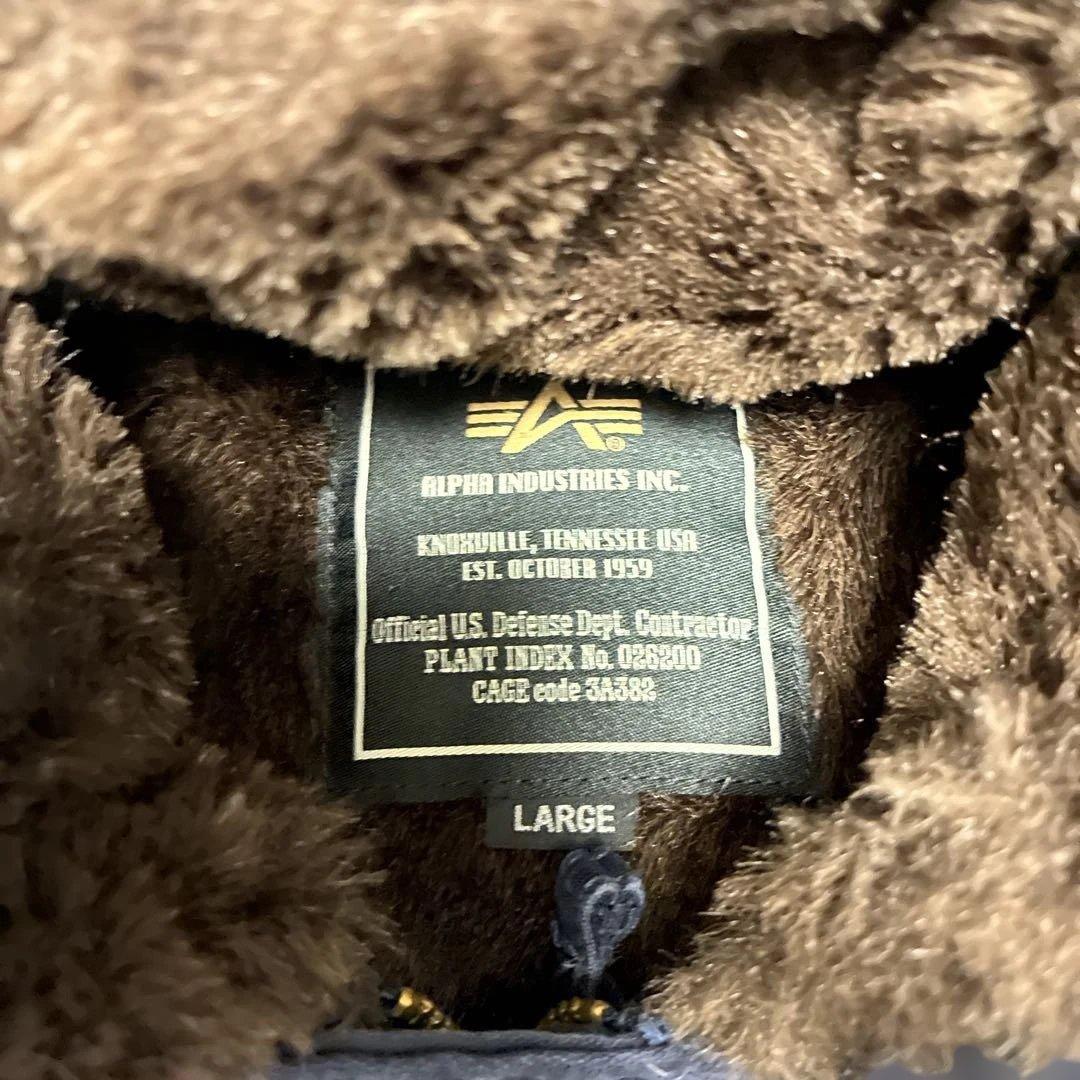 ALPHA INDUSTRIES INC.
KNOXVILLE, TENNESSEE USA
EST. OCTOBER 1959
Official U.S. Defense Dept. Contractor
PLANT INDEX No. 026200
CAGE code 3A382
LARGE